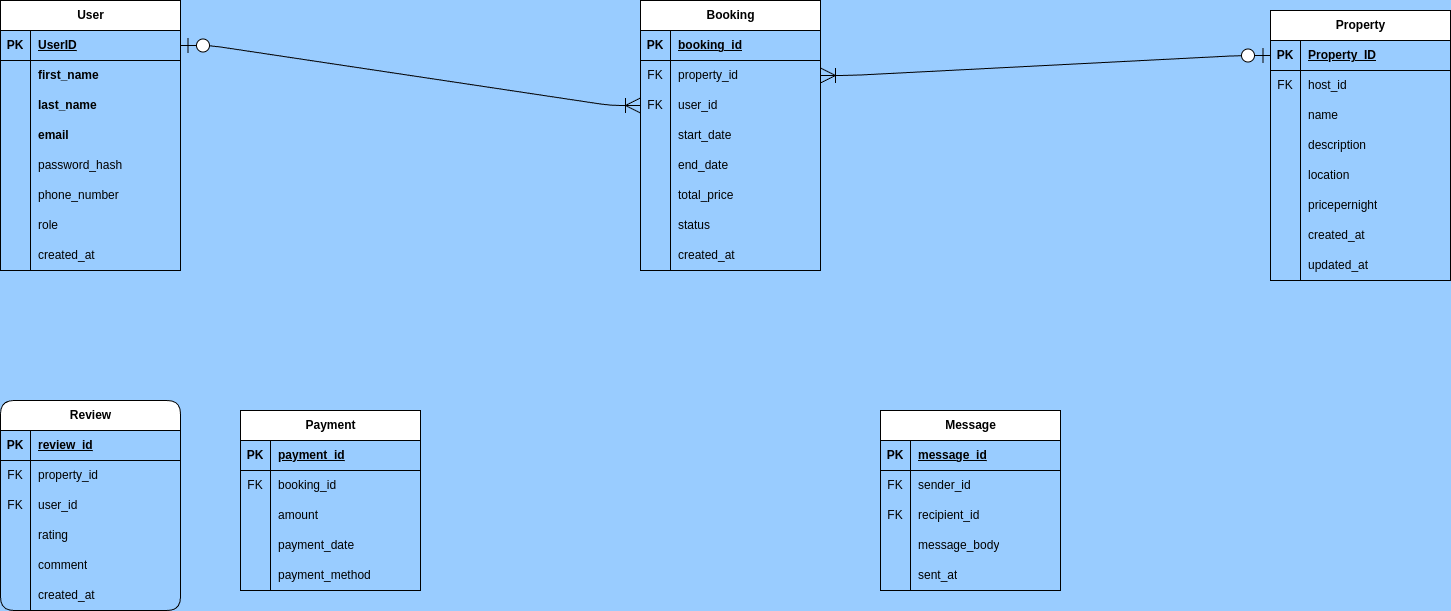 User
PK UserID
first_name
last_name
email
password_hash
phone_number
role
created_at
Booking
PK booking_id
FK property_id
FK user_id
start_date
end_date
total_price
status
created_at
Property
PK Property_ID
FK host_id
name
description
location
pricepernight
created_at
updated_at
Review
PK review_id
FK property_id
FK user_id
rating
comment
created_at
Payment
PK payment_id
FK booking_id
amount
payment_date
payment_method
Message
PK message_id
FK sender_id
FK recipient_id
message_body
sent_at